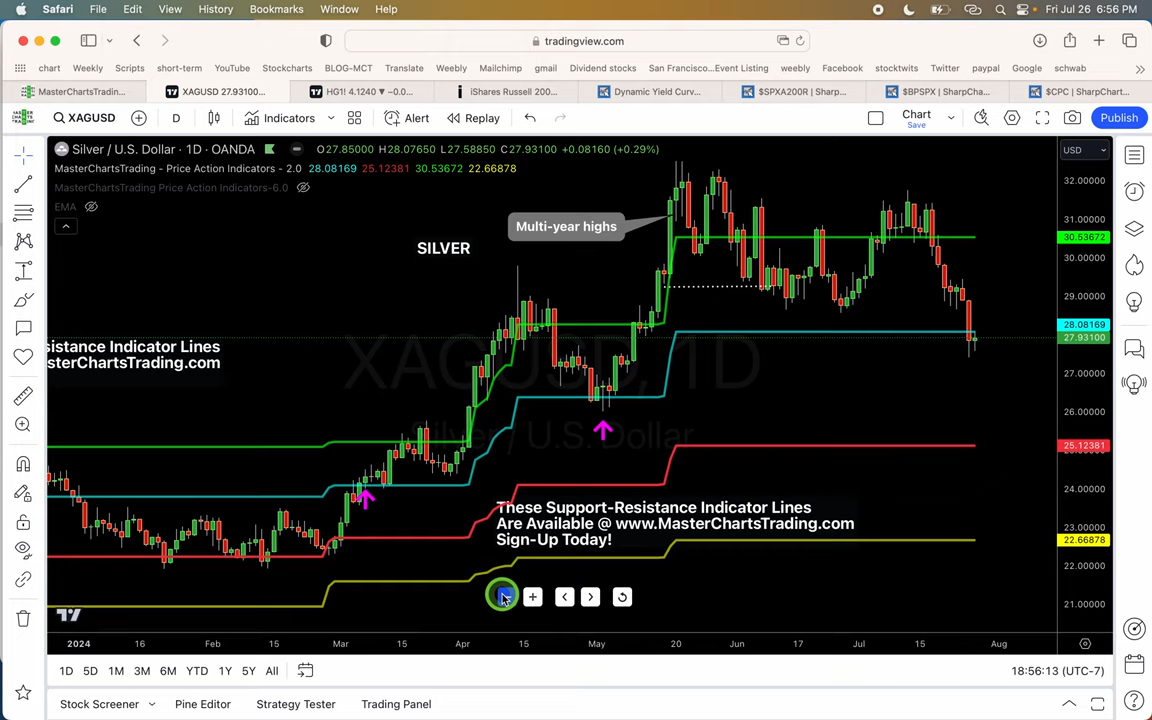 Safari File Edit View History Bookmarks Window Help Fri Jul 26 6:56 PM
tradingview.com
chart Weekly Scripts short-term YouTube Stockcharts BLOG-MCT Translate Weebly Mailchimp gmail Dividend stocks San Francisco...Event Listing weebly Facebook stocktwits Twitter paypal Google schwab
MasterChartsTradin... XAGUSD 27.93100... HG1! 4.1240 ▼ −0.0... iShares Russell 200... Dynamic Yield Curv... $SPXA200R | Sharp... $BPSPX | SharpCha... $CPC | SharpChart...
XAGUSD D Indicators Alert Replay Chart Save Publish
Silver / U.S. Dollar · 1D · OANDA O27.85000 H28.07650 L27.58850 C27.93100 +0.08160 (+0.29%)
USD
MasterChartsTrading - Price Action Indicators - 2.0 28.08169 25.12381 30.53672 22.66878
MasterChartsTrading Price Action Indicators-6.0
EMA
32.00000
31.00000
Multi-year highs
30.53672
SILVER
30.00000
29.00000
28.08169
27.93100
sistance Indicator Lines
sterChartsTrading.com
XAGUSD, 1D
27.00000
26.00000
Silver / U.S. Dollar
25.12381
24.00000
These Support-Resistance Indicator Lines
Are Available @ www.MasterChartsTrading.com
Sign-Up Today!
23.00000
22.66878
22.00000
21.00000
2024 16 Feb 15 Mar 15 Apr 15 May 20 Jun 17 Jul 15 Aug
1D 5D 1M 3M 6M YTD 1Y 5Y All 18:56:13 (UTC-7)
Stock Screener Pine Editor Strategy Tester Trading Panel